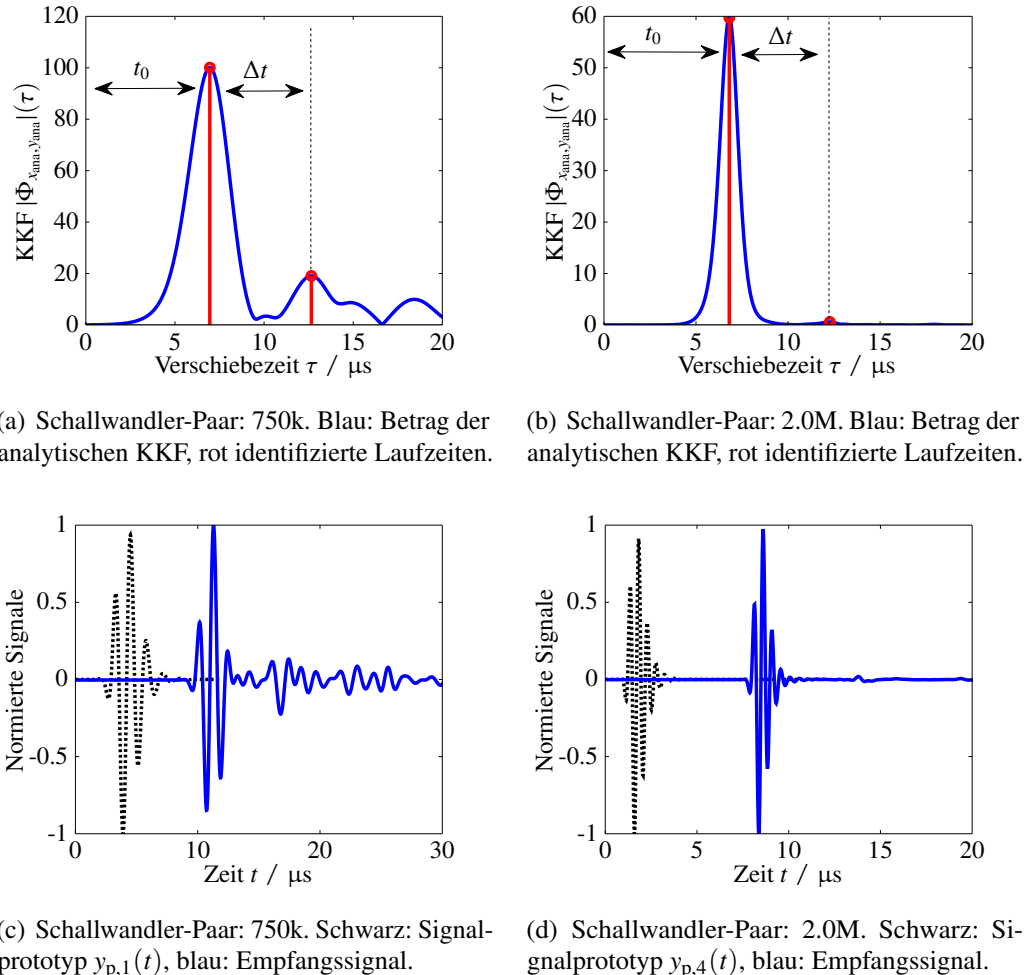 120
100
80
60
40
20
0
0 5 10 15 20
t0
Δt
KKF |Φxana,yana|(τ)
Verschiebezeit τ / μs
60
50
40
30
20
10
0
0 5 10 15 20
t0
Δt
KKF |Φxana,yana|(τ)
Verschiebezeit τ / μs
(a) Schallwandler-Paar: 750k. Blau: Betrag der
analytischen KKF, rot identifizierte Laufzeiten.
(b) Schallwandler-Paar: 2.0M. Blau: Betrag der
analytischen KKF, rot identifizierte Laufzeiten.
1
0.5
0
-0.5
-1
0 10 20 30
Normierte Signale
Zeit t / μs
1
0.5
0
-0.5
-1
0 5 10 15 20
Normierte Signale
Zeit t / μs
(c) Schallwandler-Paar: 750k. Schwarz: Signal-
prototyp yp,1(t), blau: Empfangssignal.
(d) Schallwandler-Paar: 2.0M. Schwarz: Si-
gnalprototyp yp,4(t), blau: Empfangssignal.